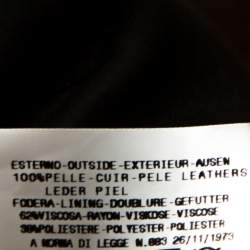 ESTERNO-OUTSIDE-EXTERIEUR-AUSEN
100%PELLE-CUIR-PELE LEATHERS
LEDER PIEL
FODERA-LINING-DOUBLURE-GEFUTTER
62%VISCOSA-RAYON-VISKOSE-VISCOSE
38%POLIESTERE-POLYESTER-POLIESTER
A NORMA DI LEGGE N.883 26/11/1973